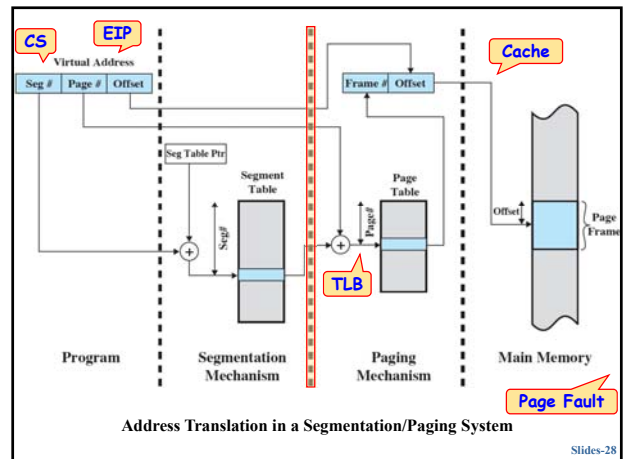 CS
EIP
Cache
Virtual Address
Seg # Page # Offset
Frame # Offset
Seg Table Ptr
Segment
Table
Page
Table
Seg#
Page#
Offset
Page
Frame
+
+
TLB
Program
Segmentation
Mechanism
Paging
Mechanism
Main Memory
Page Fault
Address Translation in a Segmentation/Paging System
Slides-28